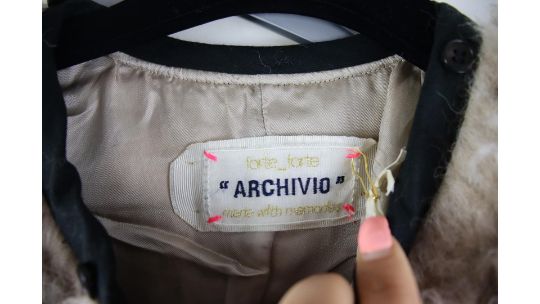 forte_forte
“ ARCHIVIO ”
made with memories